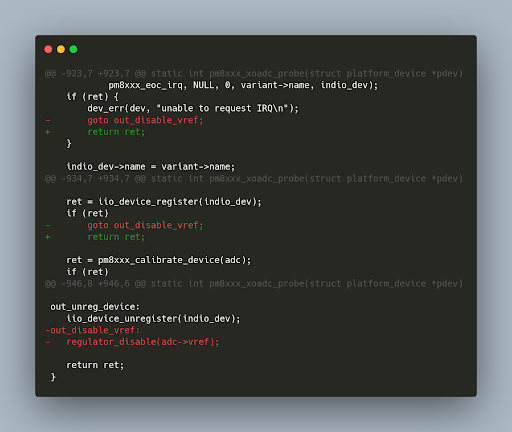 @@ -923,7 +923,7 @@ static int pm8xxx_xoadc_probe(struct platform_device *pdev)
            pm8xxx_eoc_irq, NULL, 0, variant->name, indio_dev);
    if (ret) {
        dev_err(dev, "unable to request IRQ\n");
-       goto out_disable_vref;
+       return ret;
    }
    indio_dev->name = variant->name;
@@ -934,7 +934,7 @@ static int pm8xxx_xoadc_probe(struct platform_device *pdev)
    ret = iio_device_register(indio_dev);
    if (ret)
-       goto out_disable_vref;
+       return ret;
    ret = pm8xxx_calibrate_device(adc);
    if (ret)
@@ -946,8 +946,6 @@ static int pm8xxx_xoadc_probe(struct platform_device *pdev)
 out_unreg_device:
    iio_device_unregister(indio_dev);
-out_disable_vref:
-   regulator_disable(adc->vref);
    return ret;
 }